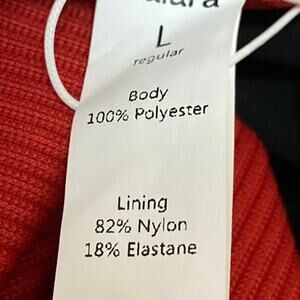 L
regular
Body
100% Polyester
Lining
82% Nylon
18% Elastane